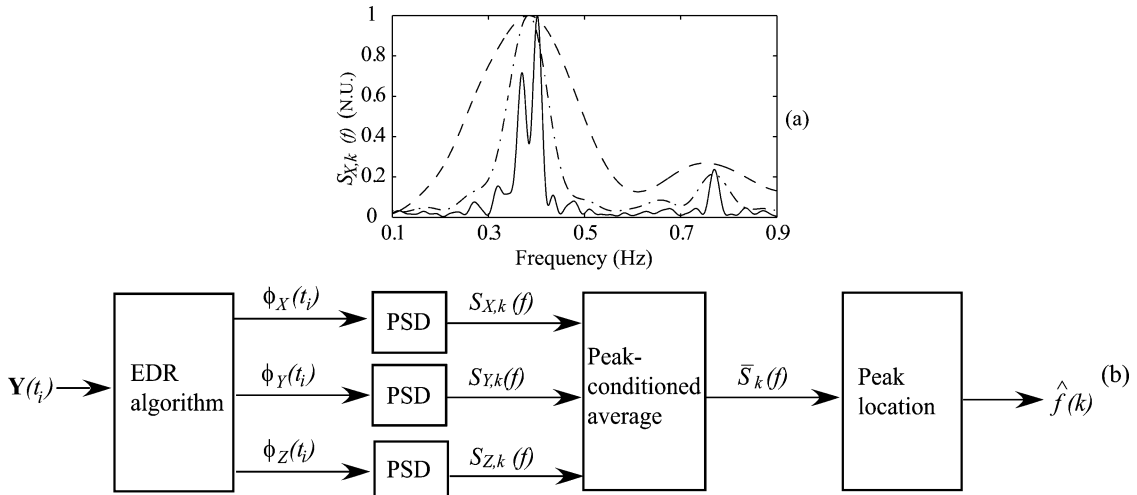 1
0.8
0.6
0.4
0.2
0
S_{X,k} (f) (N.U.)
0.1 0.3 0.5 0.7 0.9
Frequency (Hz)
(a)
Y(t_i)
EDR
algorithm
ϕ_X(t_i)
ϕ_Y(t_i)
ϕ_Z(t_i)
PSD
PSD
PSD
S_{X,k} (f)
S_{Y,k}(f)
S_{Z,k} (f)
Peak-
conditioned
average
S̄_k(f)
Peak
location
f̂(k)
(b)